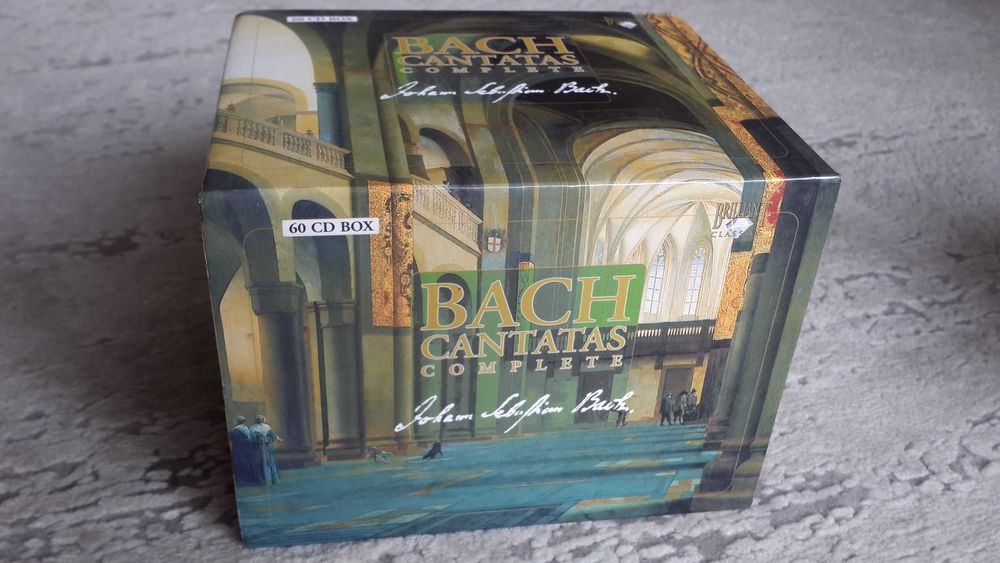 60 CD BOX
BACH
CANTATAS
COMPLETE
Johann Sebastian Bach.
60 CD BOX
BRILLIANT
CLASSICS
BACH
CANTATAS
COMPLETE
Johann Sebastian Bach.